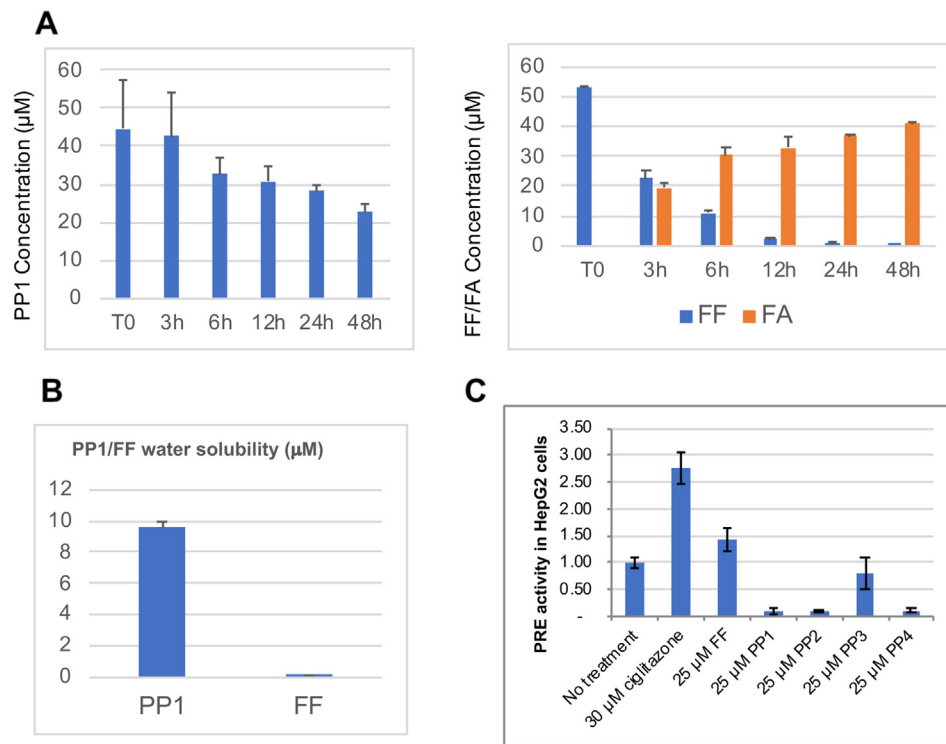 A
PP1 Concentration (µM)
60
50
40
30
20
10
0
T0 3h 6h 12h 24h 48h
FF/FA Concentration (µM)
60
50
40
30
20
10
0
T0 3h 6h 12h 24h 48h
FF FA
B
PP1/FF water solubility (µM)
12
10
8
6
4
2
0
PP1 FF
C
PRE activity in HepG2 cells
3.50
3.00
2.50
2.00
1.50
1.00
0.50
-
No treatment
30 µM ciglitazone
25 µM FF
25 µM PP1
25 µM PP2
25 µM PP3
25 µM PP4